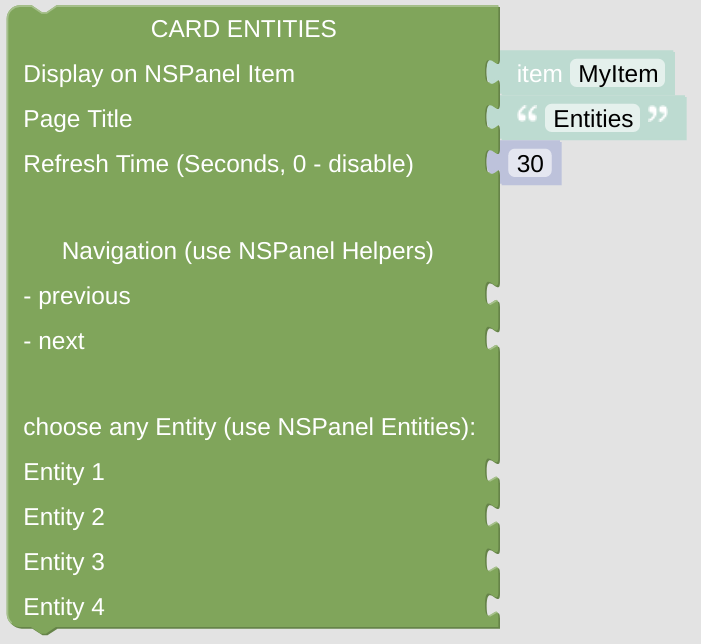 CARD ENTITIES
Display on NSPanel Item item MyItem
Page Title “ Entities ”
Refresh Time (Seconds, 0 - disable) 30
Navigation (use NSPanel Helpers)
- previous
- next
choose any Entity (use NSPanel Entities):
Entity 1
Entity 2
Entity 3
Entity 4